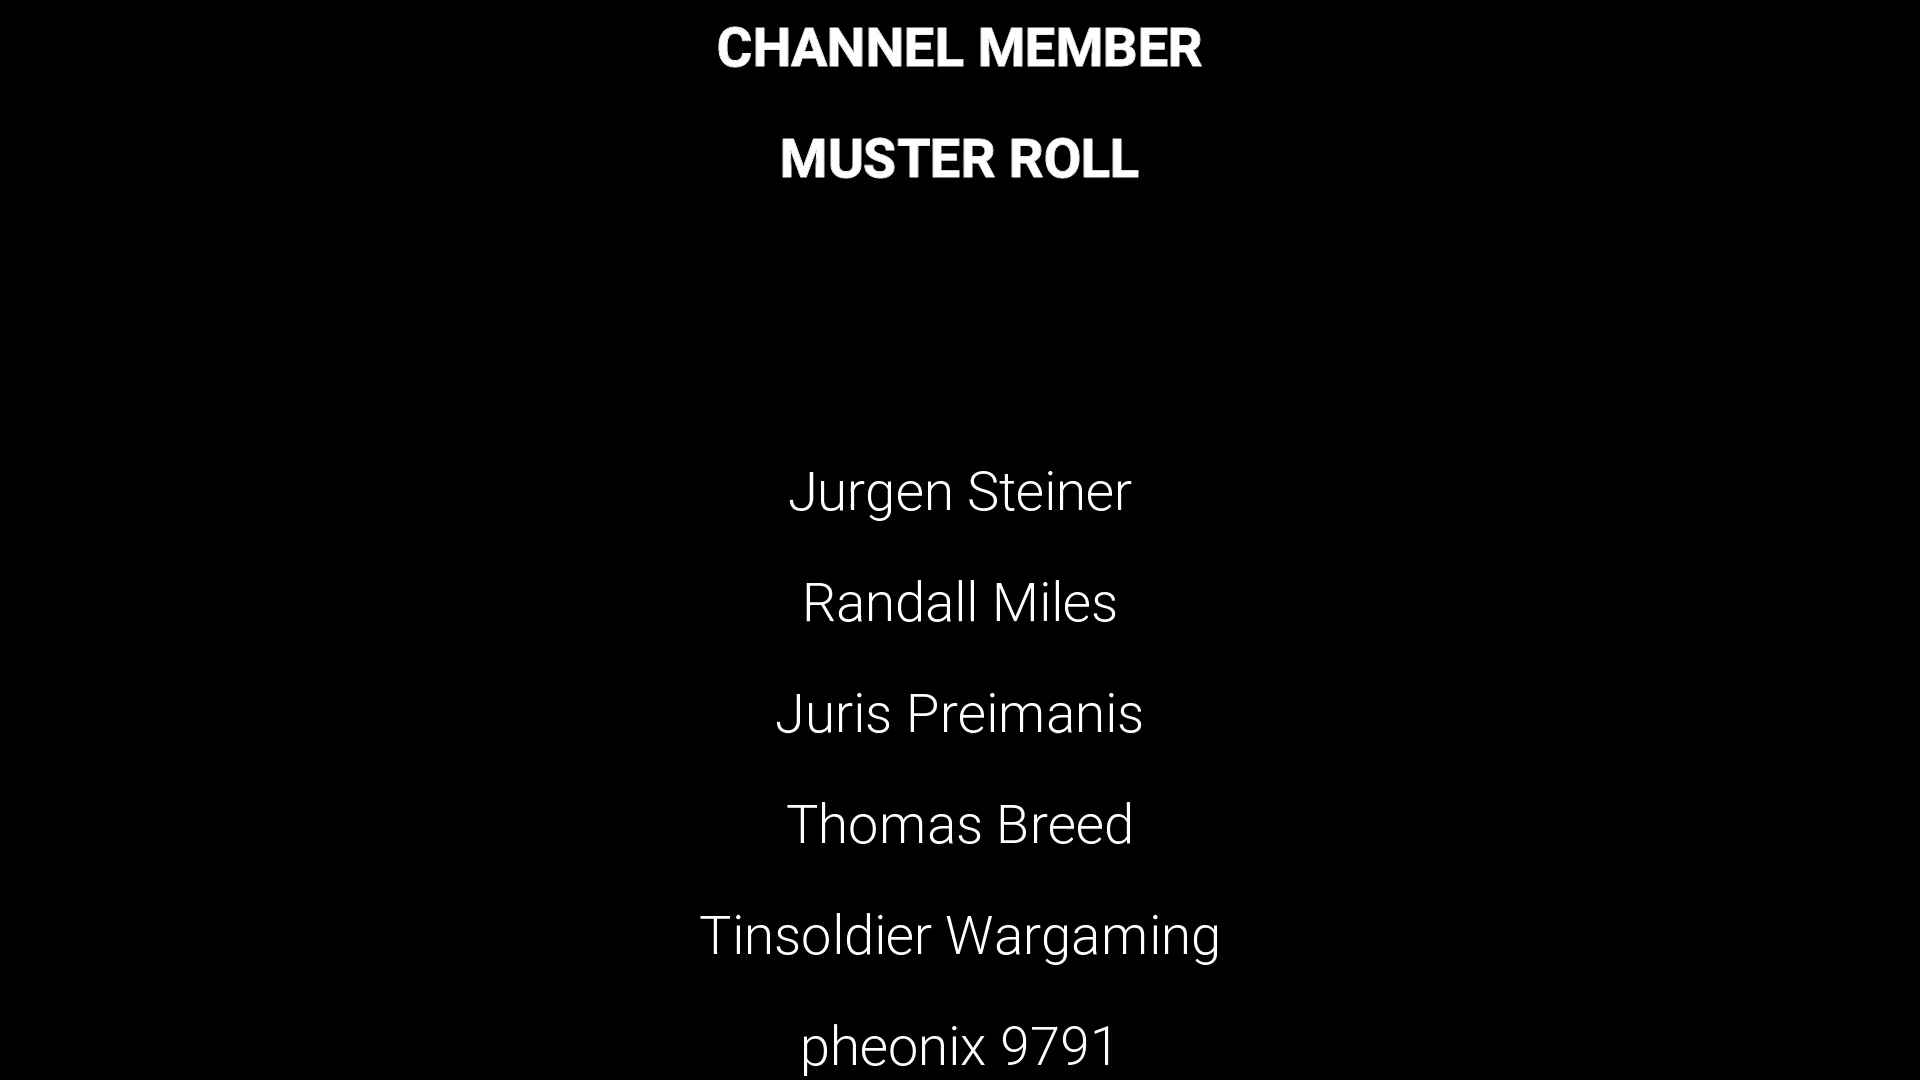 CHANNEL MEMBER
MUSTER ROLL
Jurgen Steiner
Randall Miles
Juris Preimanis
Thomas Breed
Tinsoldier Wargaming
pheonix 9791